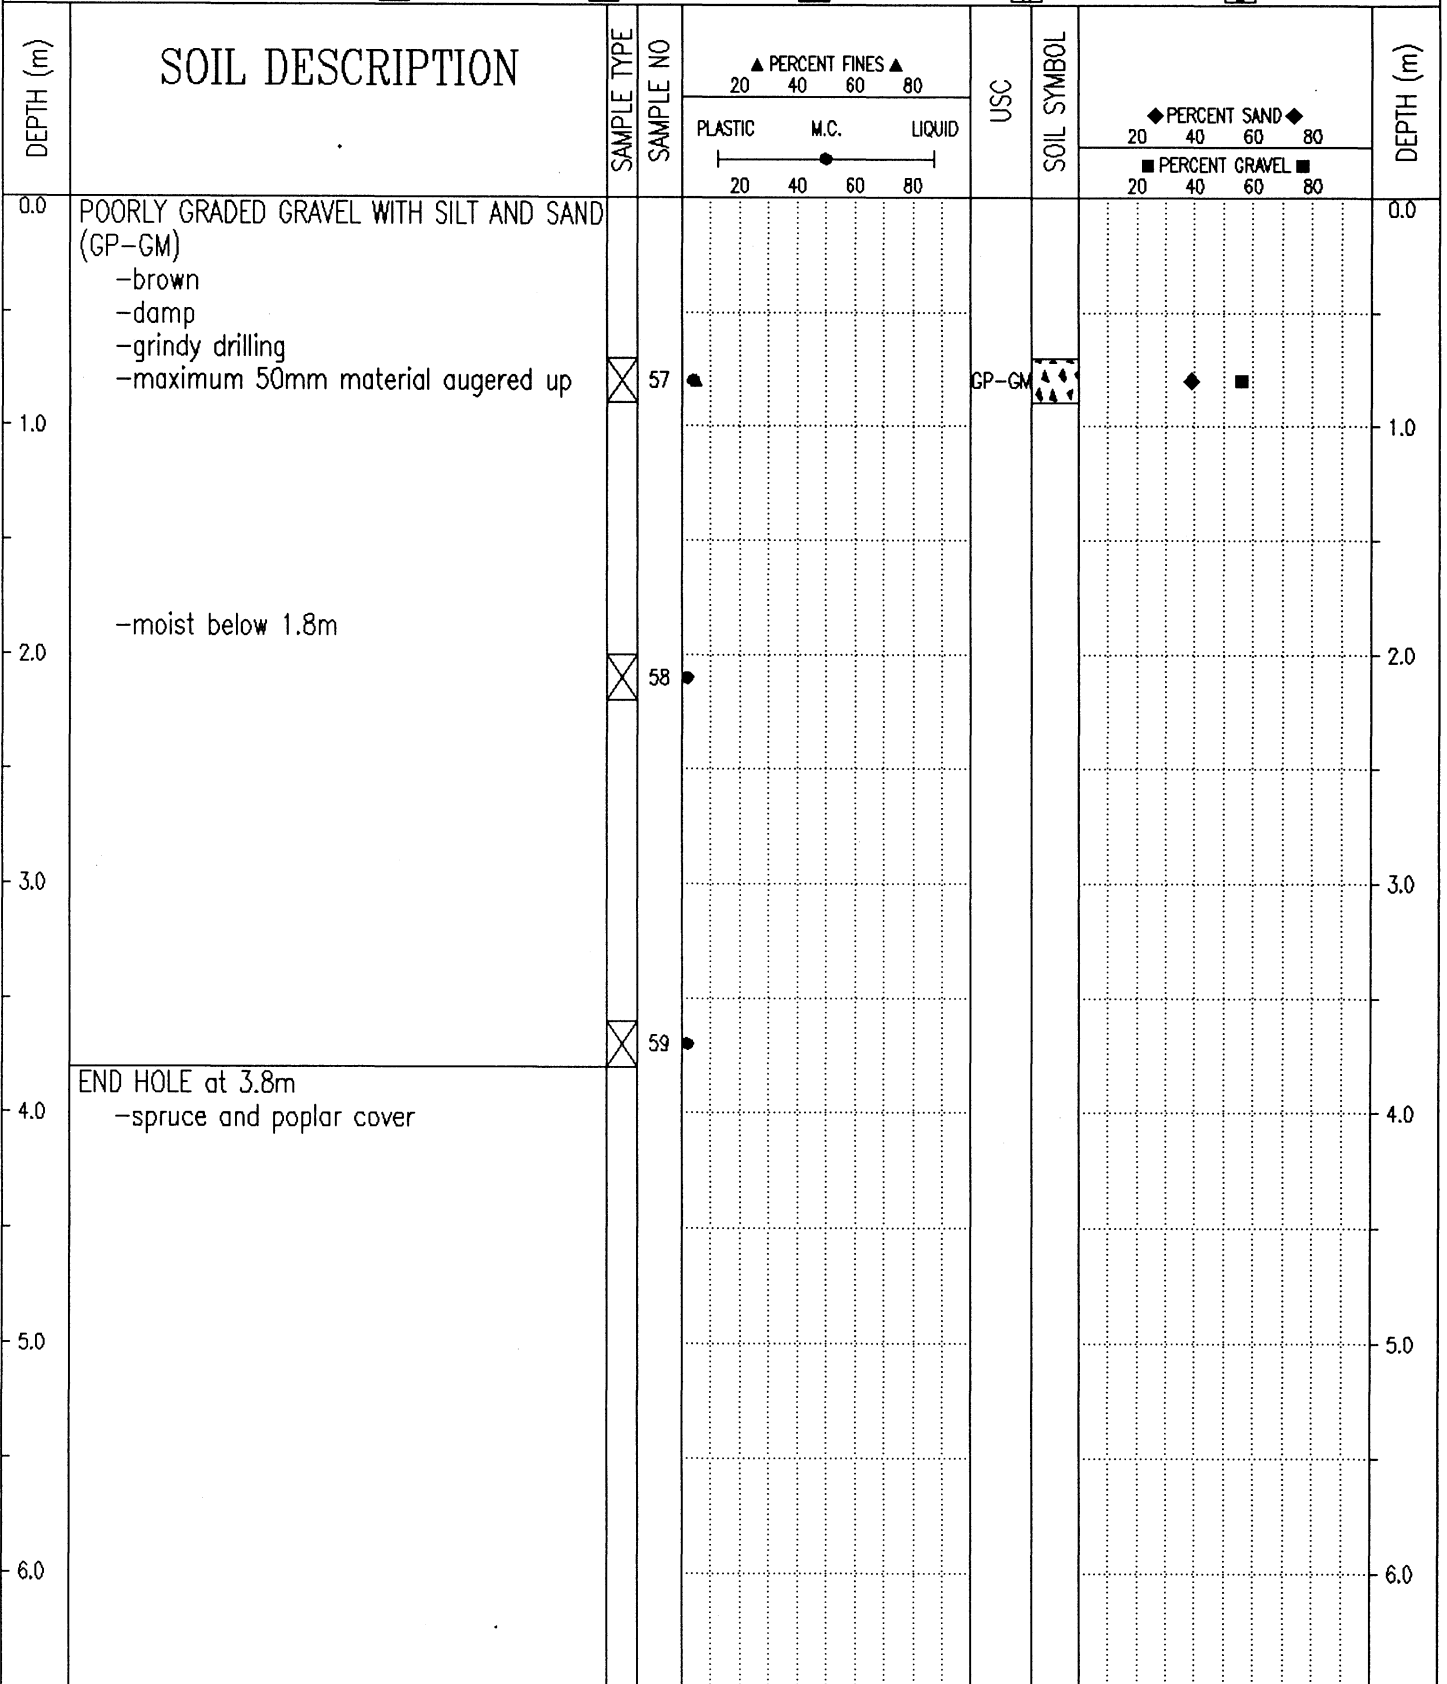 DEPTH (m)
SOIL DESCRIPTION
SAMPLE TYPE
SAMPLE NO
▲ PERCENT FINES ▲
20 40 60 80
PLASTIC M.C. LIQUID
20 40 60 80
USC
SOIL SYMBOL
◆ PERCENT SAND ◆
20 40 60 80
■ PERCENT GRAVEL ■
20 40 60 80
DEPTH (m)
0.0
POORLY GRADED GRAVEL WITH SILT AND SAND
0.0
(GP-GM)
-brown
-damp
-grindy drilling
-maximum 50mm material augered up
57
GP-GM
1.0
1.0
-moist below 1.8m
2.0
2.0
58
3.0
3.0
59
END HOLE at 3.8m
4.0
-spruce and poplar cover
4.0
5.0
5.0
6.0
6.0